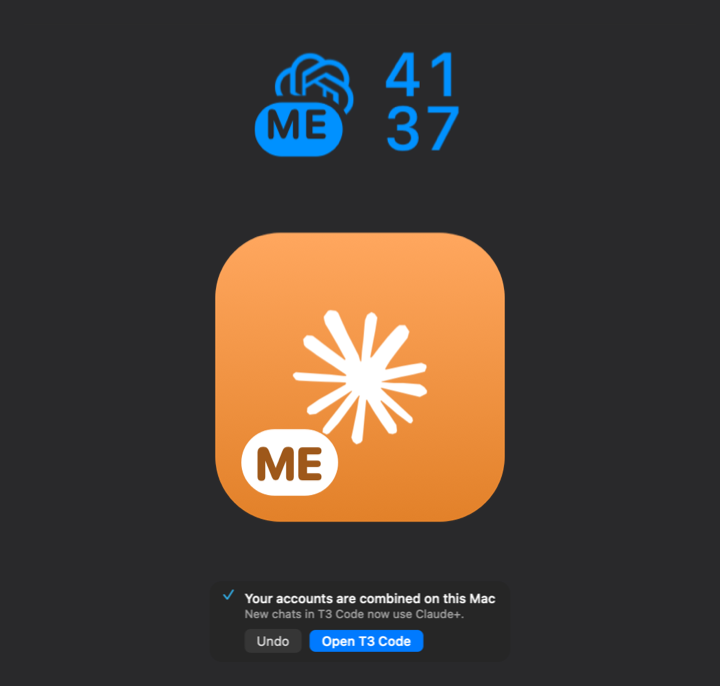 ME
41
37
ME
Your accounts are combined on this Mac
New chats in T3 Code now use Claude+.
Undo
Open T3 Code